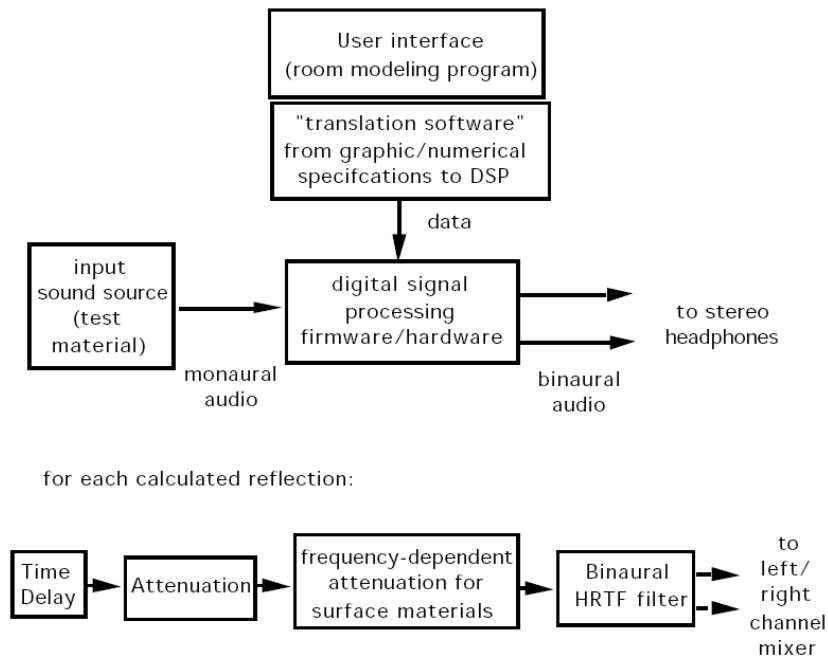 User interface
(room modeling program)
"translation software"
from graphic/numerical
specifcations to DSP
data
input
sound source
(test
material)
digital signal
processing
firmware/hardware
to stereo
headphones
monaural
audio
binaural
audio
for each calculated reflection:
Time
Delay
Attenuation
frequency-dependent
attenuation for
surface materials
Binaural
HRTF filter
to
left/
right
channel
mixer